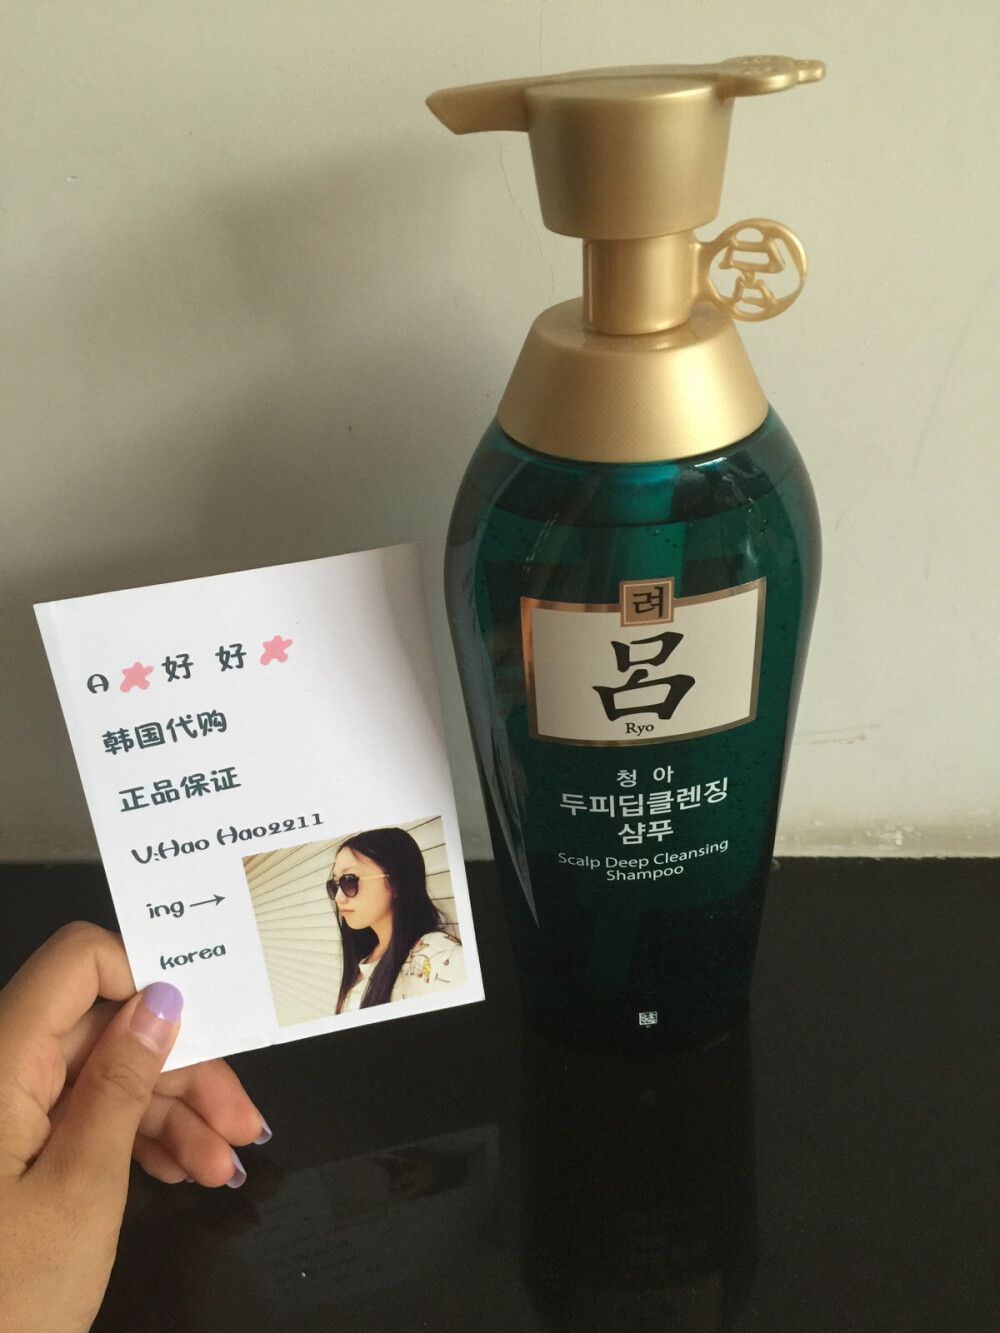 A 好 好
韩国代购
正品保证
V:Hao Hao2211
ing→
korea
려
呂
Ryo
청 아
두피딥클렌징
샴푸
Scalp Deep Cleansing
Shampoo